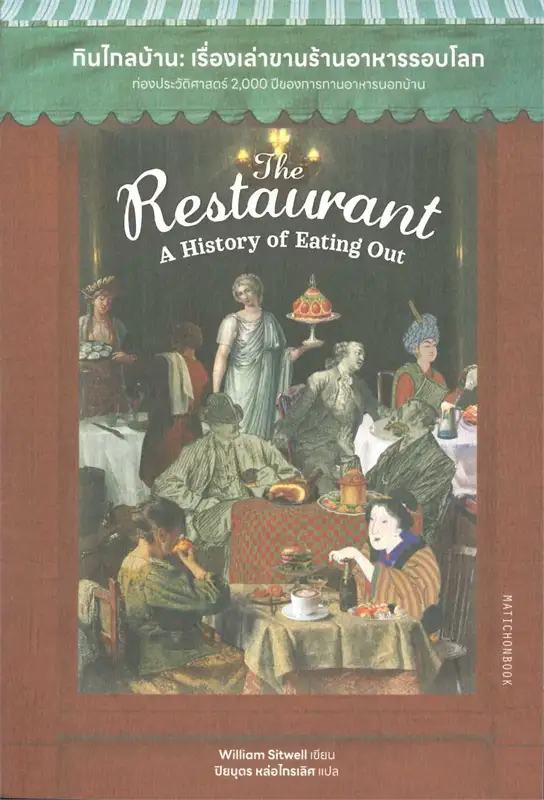 กินไกลบ้าน: เรื่องเล่าขานร้านอาหารรอบโลก
ท่องประวัติศาสตร์ 2,000 ปีของการทานอาหารนอกบ้าน
The
Restaurant
A History of Eating Out
MATICHONBOOK
William Sitwell เขียน
ปิยบุตร หล่อไกรเลิศ แปล